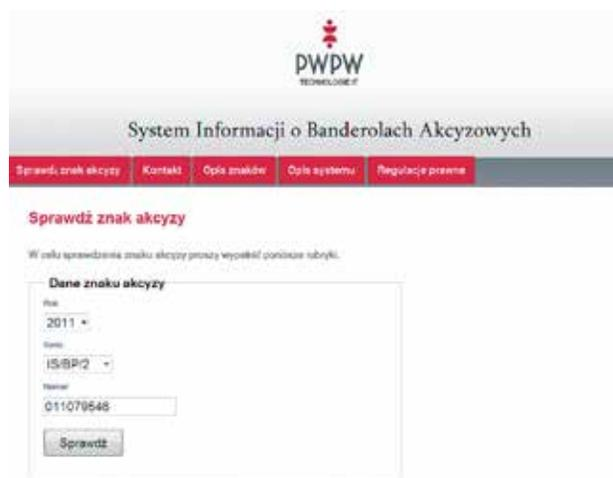 PWPW
TECHNOLOGIE IT
System Informacji o Banderolach Akcyzowych
Sprawdź znak akcyzy Kontakt Opis znaków Opis systemu Regulacje prawne
Sprawdź znak akcyzy
W celu sprawdzenia znaku akcyzy proszę wypełnić poniższe rubryki.
Dane znaku akcyzy
Rok
2011
IS/BP/2
Numer
011079548
Sprawdź